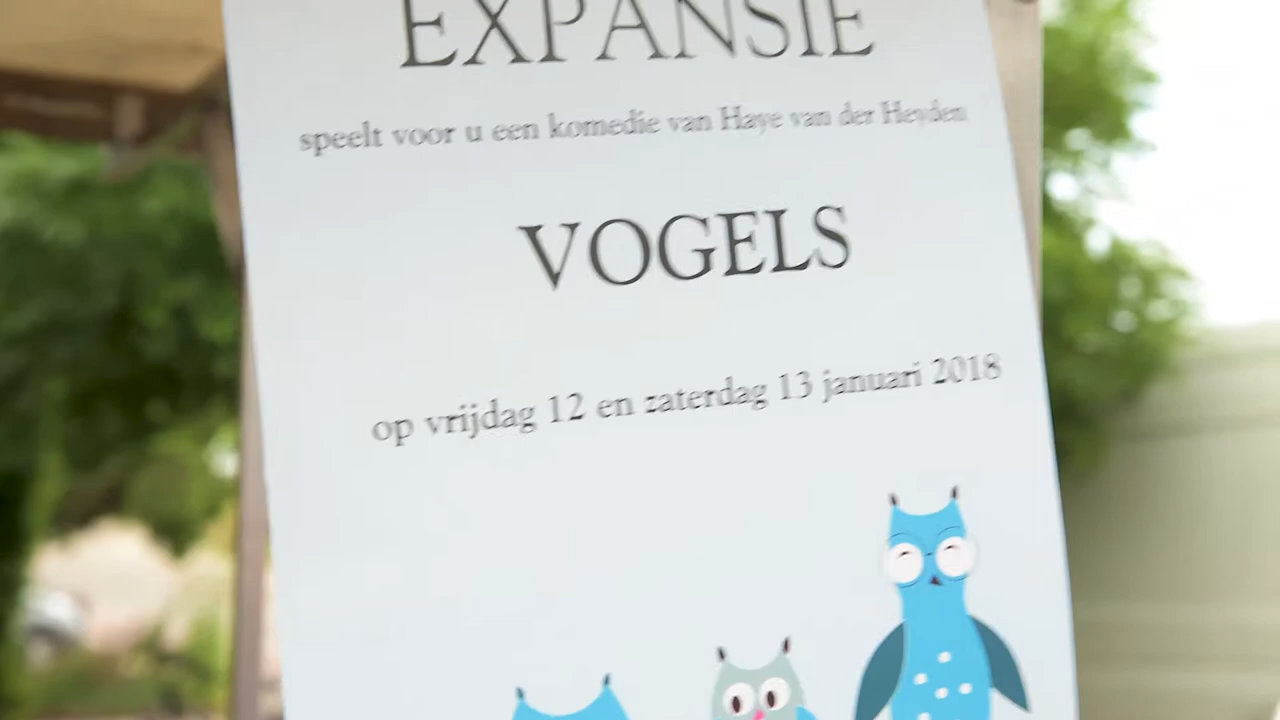 EXPANSIE
speelt voor u een komedie van Haye van der Heyden
VOGELS
op vrijdag 12 en zaterdag 13 januari 2018